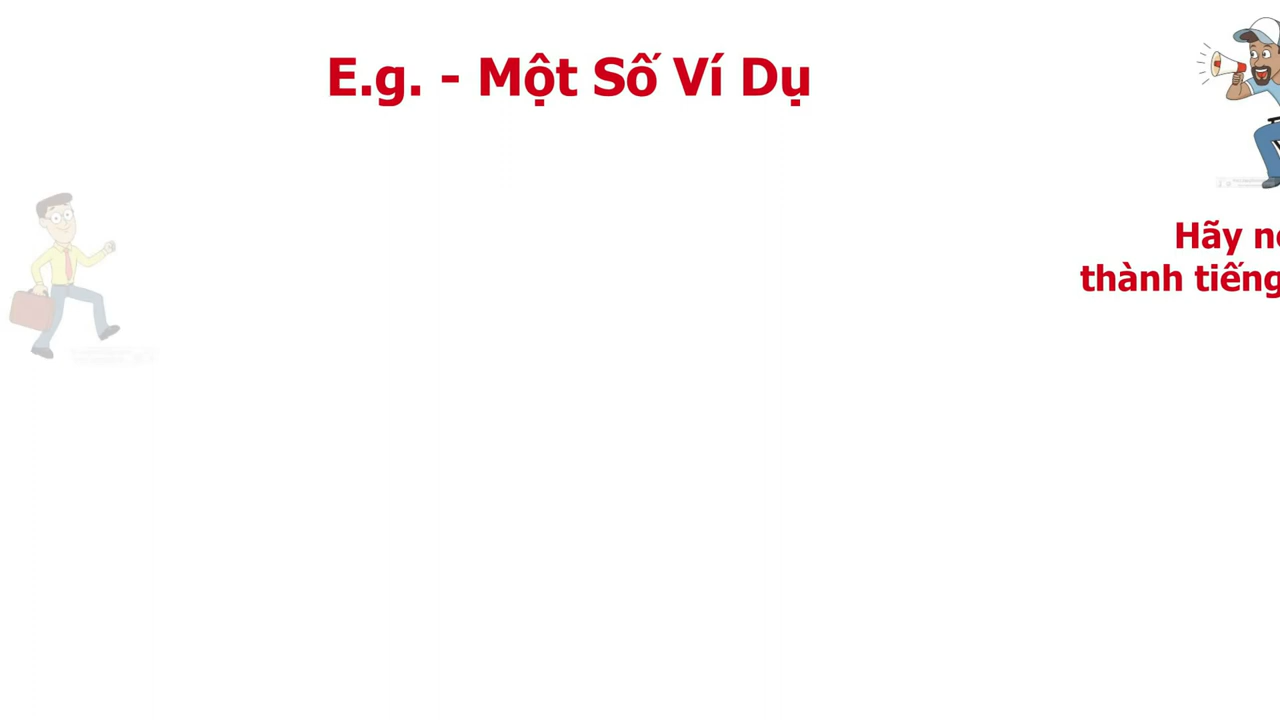 E.g. - Một Số Ví Dụ
Hãy
thành tiếng